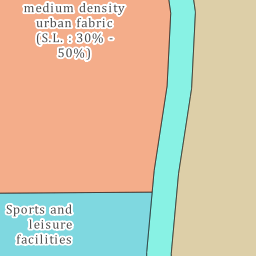 medium density
urban fabric
(S.L. : 30% -
50%)
Sports and
leisure
facilities